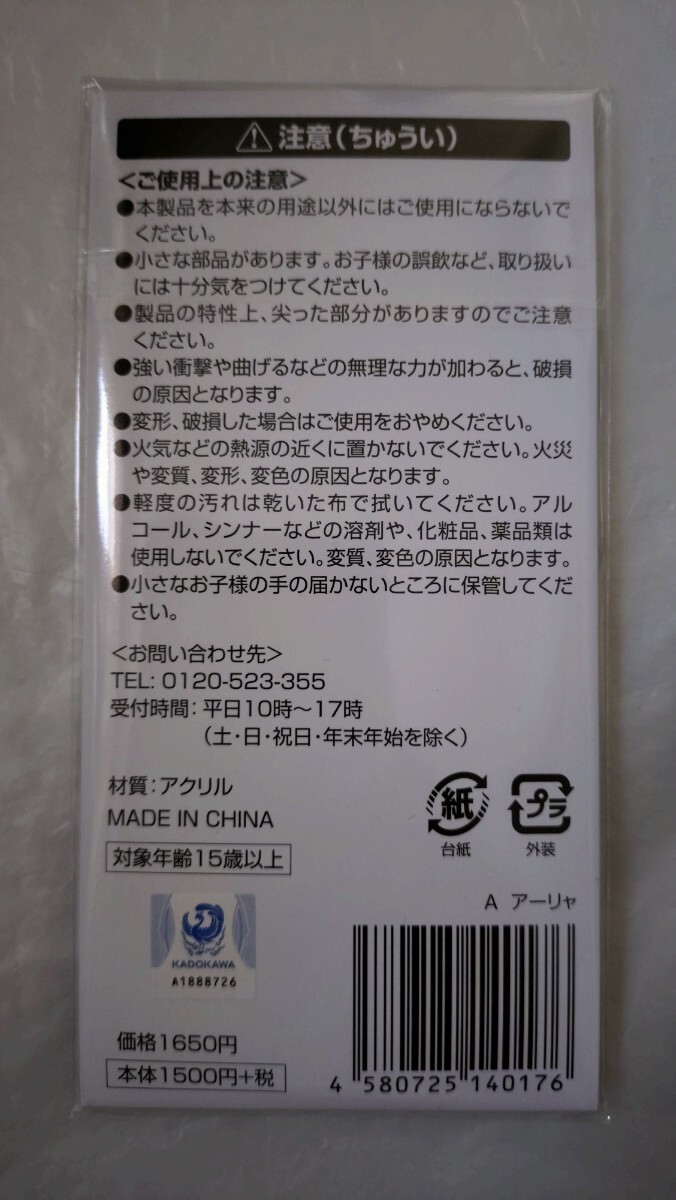 注意(ちゅうい)
<ご使用上の注意>
●本製品を本来の用途以外にはご使用にならないで
ください。
●小さな部品があります。お子様の誤飲など、取り扱い
には十分気をつけてください。
●製品の特性上、尖った部分がありますのでご注意
ください。
●強い衝撃や曲げるなどの無理な力が加わると、破損
の原因となります。
●変形、破損した場合はご使用をおやめください。
●火気などの熱源の近くに置かないでください。火災
や変質、変形、変色の原因となります。
●軽度の汚れは乾いた布で拭いてください。アル
コール、シンナーなどの溶剤や、化粧品、薬品類は
使用しないでください。変質、変色の原因となります。
●小さなお子様の手の届かないところに保管してくだ
さい。
<お問い合わせ先>
TEL: 0120-523-355
受付時間：平日10時～17時
（土・日・祝日・年末年始を除く）
材質：アクリル
MADE IN CHINA
対象年齢15歳以上
紙
台紙
プラ
外装
A アーリャ
KADOKAWA
A1888726
価格1650円
本体1500円+税
4 580725 140176